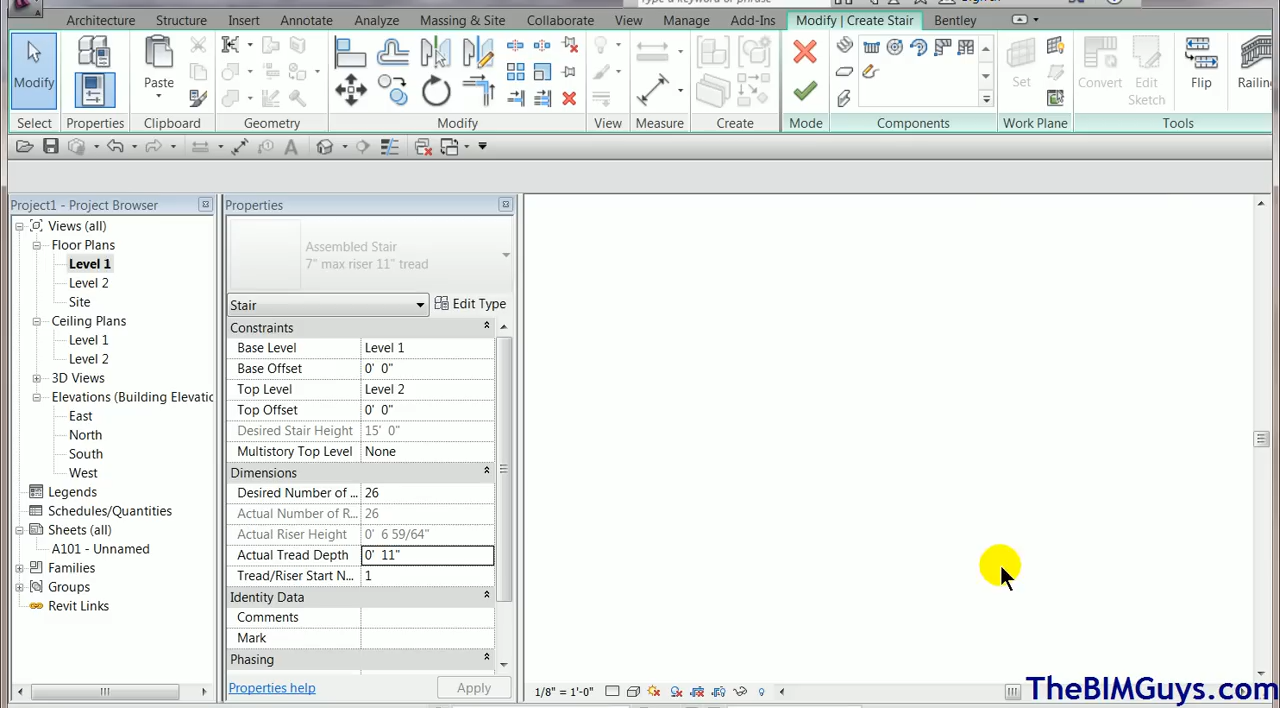 Architecture Structure Insert Annotate Analyze Massing & Site Collaborate View Manage Add-Ins Modify | Create Stair Bentley
Modify Paste Set Convert Edit Sketch Flip Railing
Select Properties Clipboard Geometry Modify View Measure Create Mode Components Work Plane Tools
Project1 - Project Browser
Views (all)
Floor Plans
Level 1
Level 2
Site
Ceiling Plans
Level 1
Level 2
3D Views
Elevations (Building Elevatio
East
North
South
West
Legends
Schedules/Quantities
Sheets (all)
A101 - Unnamed
Families
Groups
Revit Links
Properties
Assembled Stair
7" max riser 11" tread
Stair Edit Type
Constraints
Base Level Level 1
Base Offset 0' 0"
Top Level Level 2
Top Offset 0' 0"
Desired Stair Height 15' 0"
Multistory Top Level None
Dimensions
Desired Number of ... 26
Actual Number of R... 26
Actual Riser Height 0' 6 59/64"
Actual Tread Depth 0' 11"
Tread/Riser Start N... 1
Identity Data
Comments
Mark
Phasing
Properties help Apply
1/8" = 1'-0"
TheBIMGuys.com